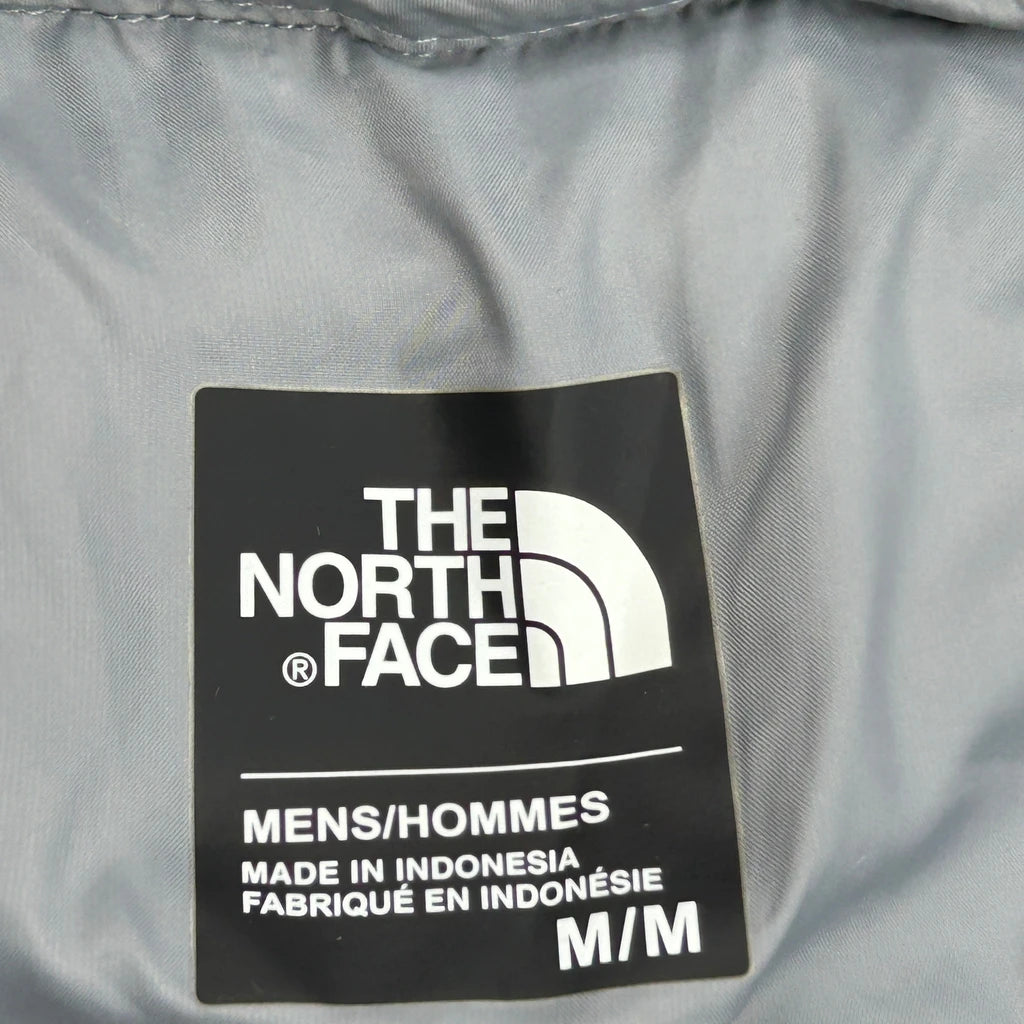 THE
NORTH
®FACE
MENS/HOMMES
MADE IN INDONESIA
FABRIQUÉ EN INDONÉSIE
M/M